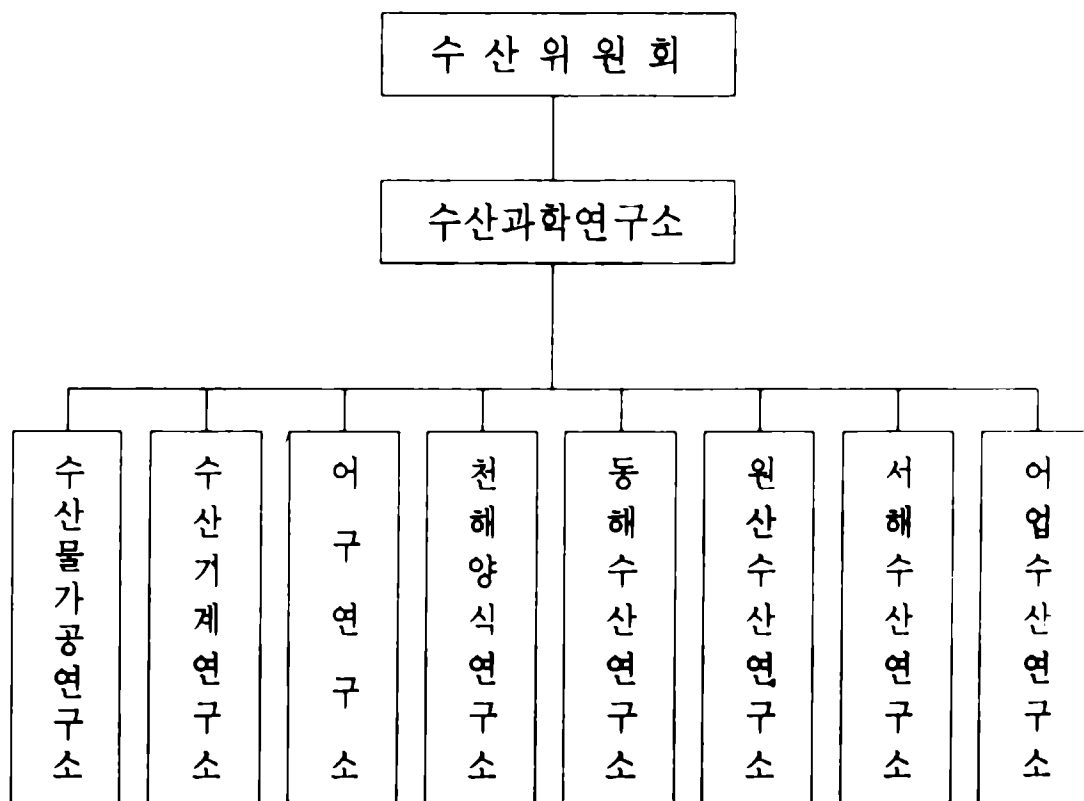 수 산 위 원 회
수산과학연구소
수산물가공연구소
수산거계연구소
어구연구소
천해양식연구소
동해수산연구소
원산수산연구소
서해수산연구소
어업수산연구소